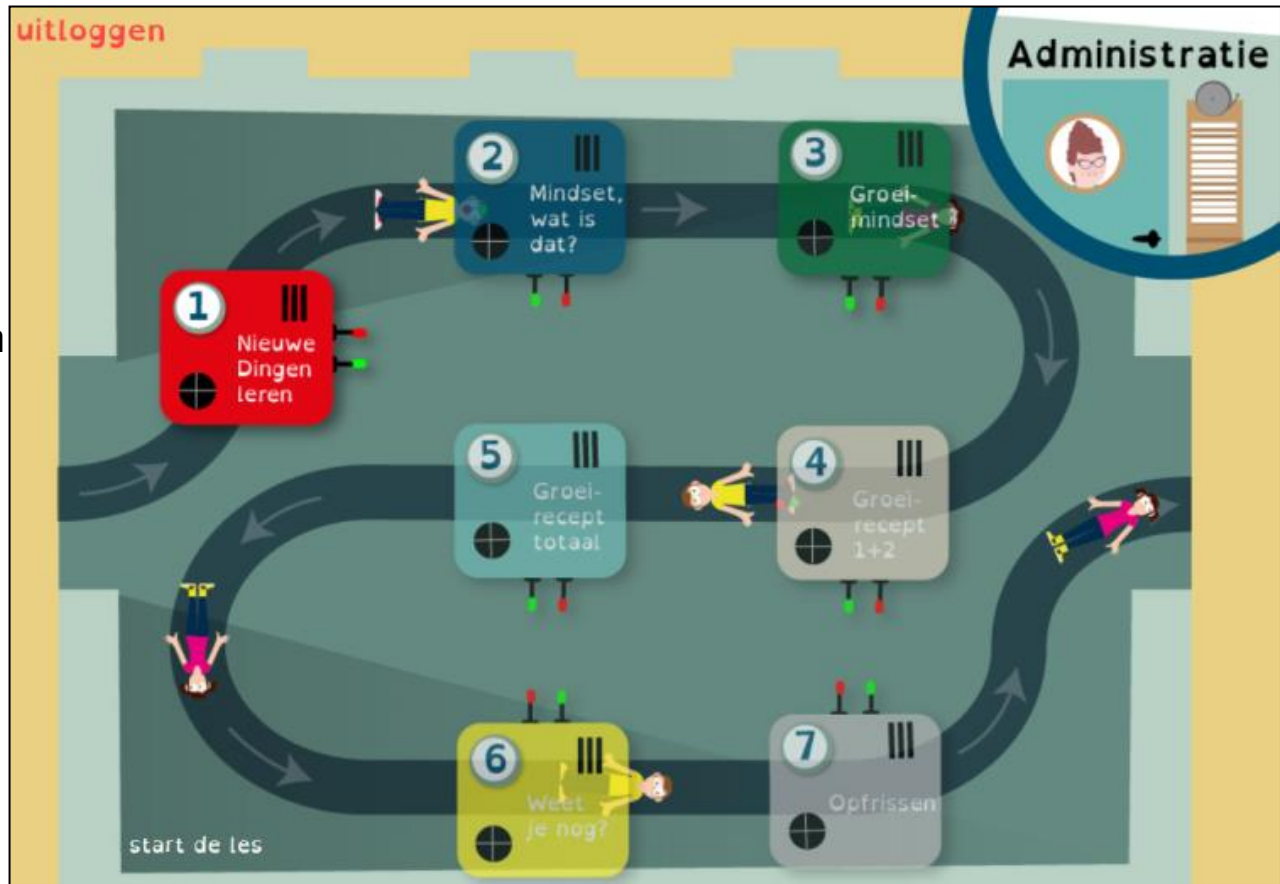 uitloggen
Administratie
1
Nieuwe
Dingen
leren
2
Mindset,
wat is
dat?
3
Groei-
mindset
4
Groei-
recept
1+2
5
Groei-
recept
totaal
6
Weet
je nog?
7
Opfrissen
start de les